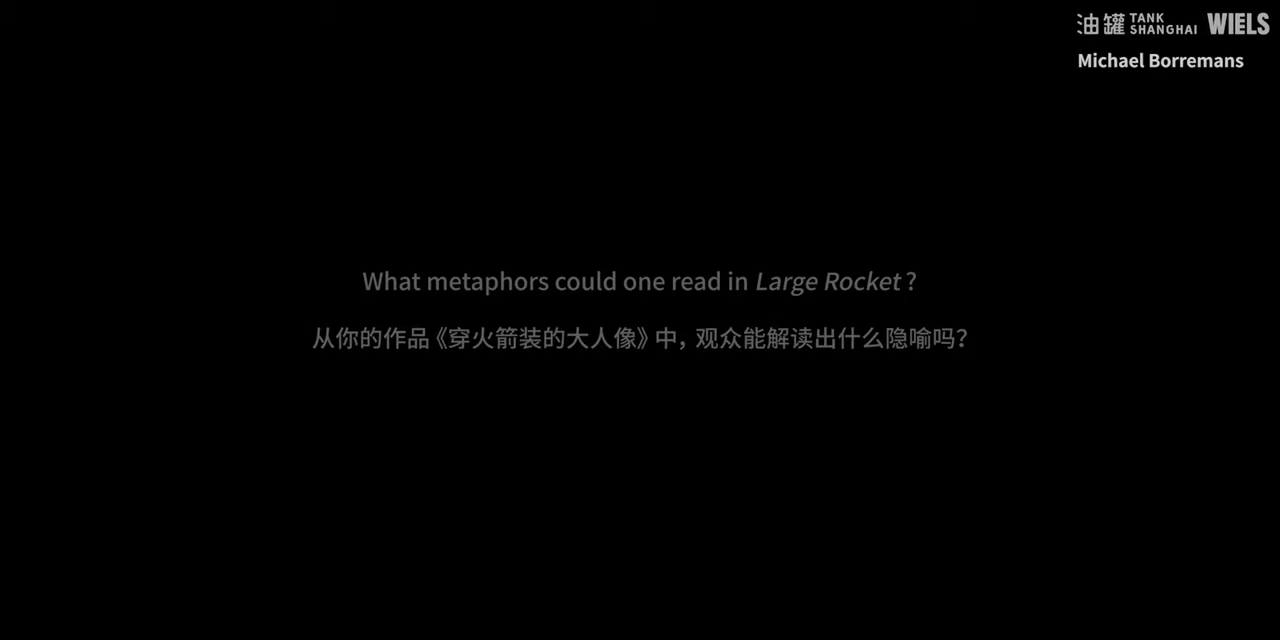 油罐 TANK SHANGHAI WIELS
Michael Borremans
What metaphors could one read in Large Rocket ?
从你的作品《穿火箭装的大人像》中，观众能解读出什么隐喻吗？